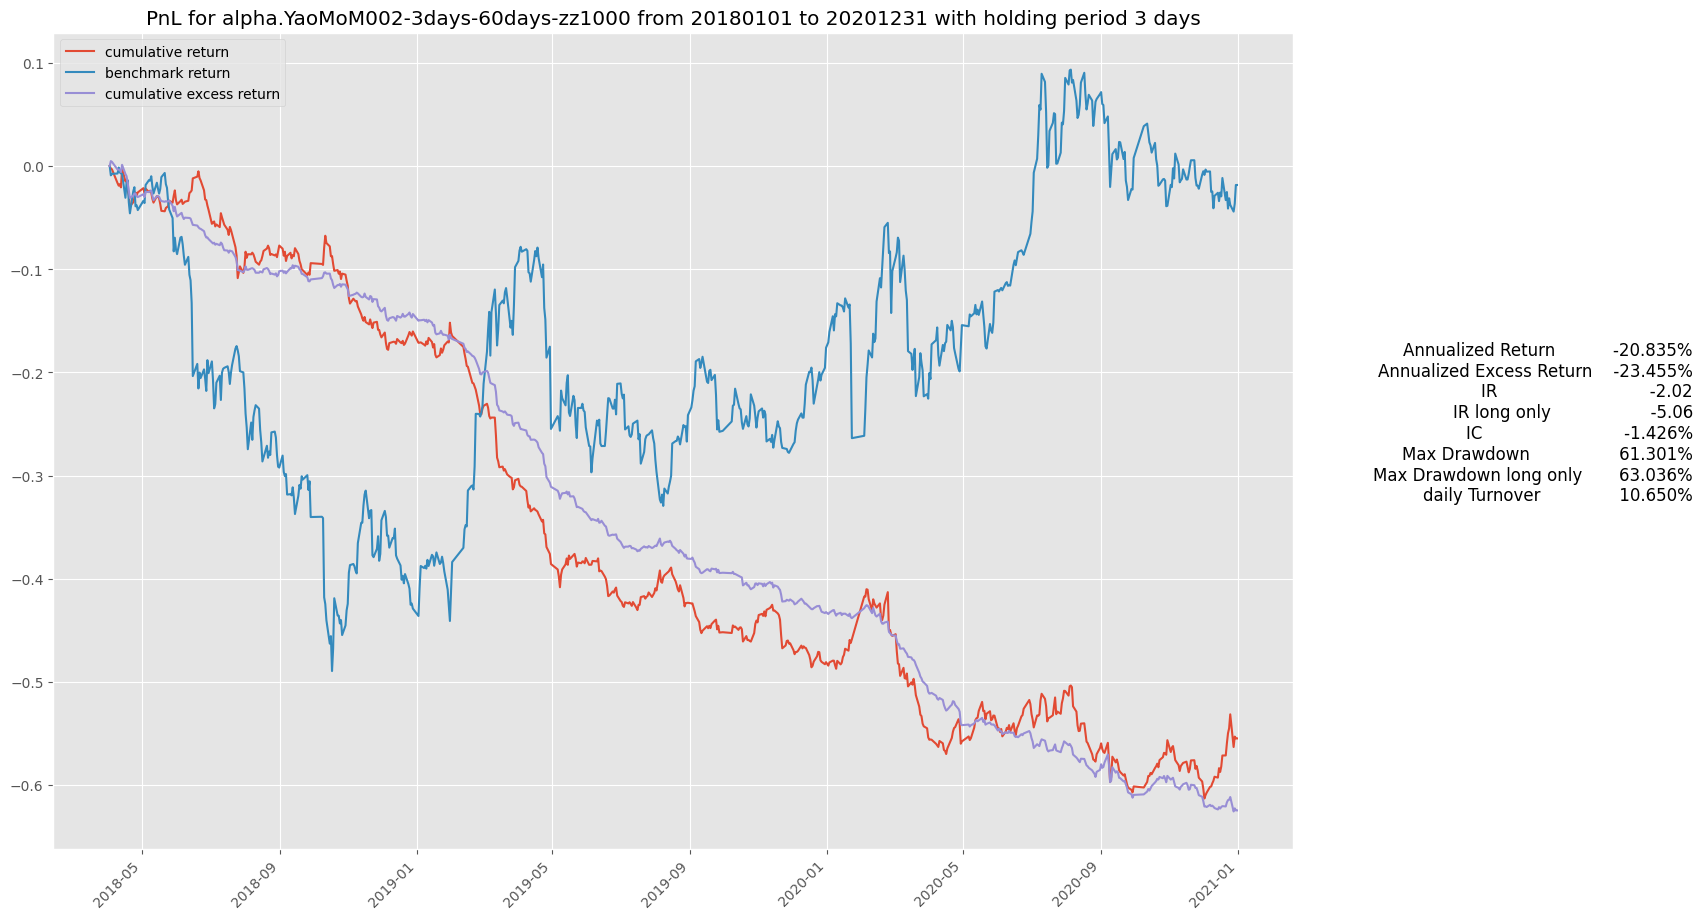 PnL for alpha.YaoMoM002-3days-60days-zz1000 from 20180101 to 20201231 with holding period 3 days
cumulative return
benchmark return
cumulative excess return
0.1
0.0
−0.1
−0.2
−0.3
−0.4
−0.5
−0.6
2018-05
2018-09
2019-01
2019-05
2019-09
2020-01
2020-05
2020-09
2021-01
Annualized Return -20.835%
Annualized Excess Return -23.455%
IR -2.02
IR long only -5.06
IC -1.426%
Max Drawdown 61.301%
Max Drawdown long only 63.036%
daily Turnover 10.650%